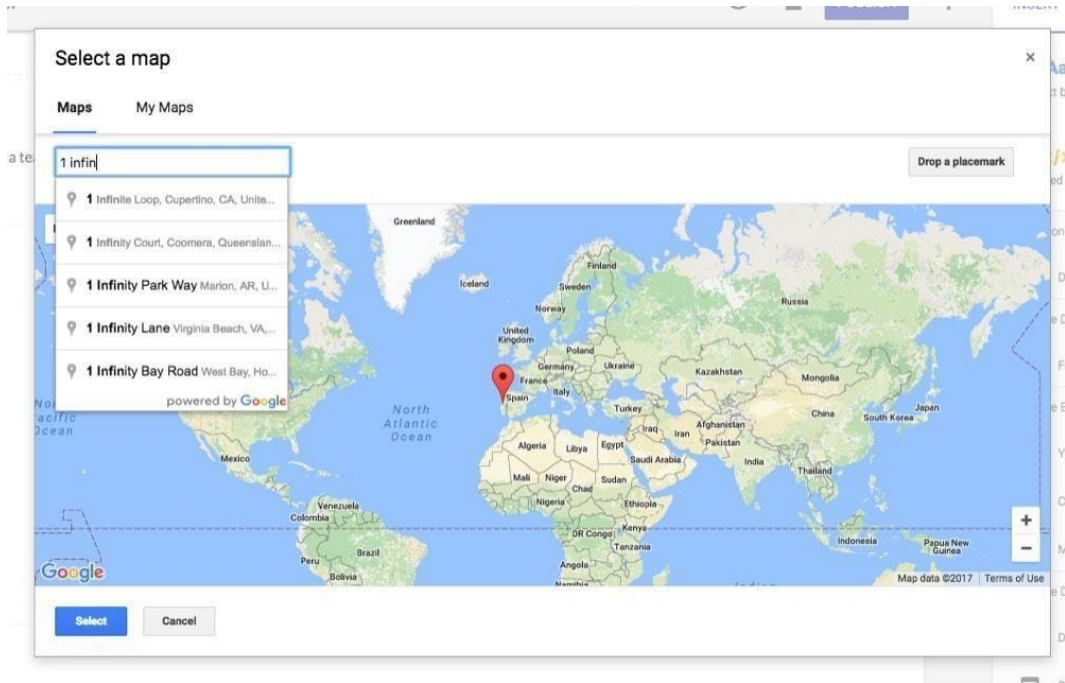 INSERT
Select a map
×
Maps
My Maps
a te
1 infin
Drop a placemark
1 Infinite Loop, Cupertino, CA, Unite...
1 Infinity Court, Coomera, Queenslan...
1 Infinity Park Way Marion, AR, U...
1 Infinity Lane Virginia Beach, VA,...
1 Infinity Bay Road West Bay, Ho...
powered by Google
Greenland
Iceland
Finland
Sweden
Norway
Russia
United
Kingdom
Poland
Germany
Ukraine
France
Kazakhstan
Mongolia
Italy
Spain
Turkey
North
Atlantic
Ocean
China
South Korea
Japan
Afghanistan
Iraq
Iran
Pakistan
Algeria
Libya
Egypt
Saudi Arabia
India
Thailand
Mexico
Mali
Niger
Chad
Sudan
Nigeria
Ethiopia
Venezuela
Colombia
DR Congo
Kenya
Tanzania
Indonesia
Papua New
Guinea
Peru
Brazil
Bolivia
Angola
Namibia
+
−
Google
Map data ©2017
Terms of Use
Select
Cancel